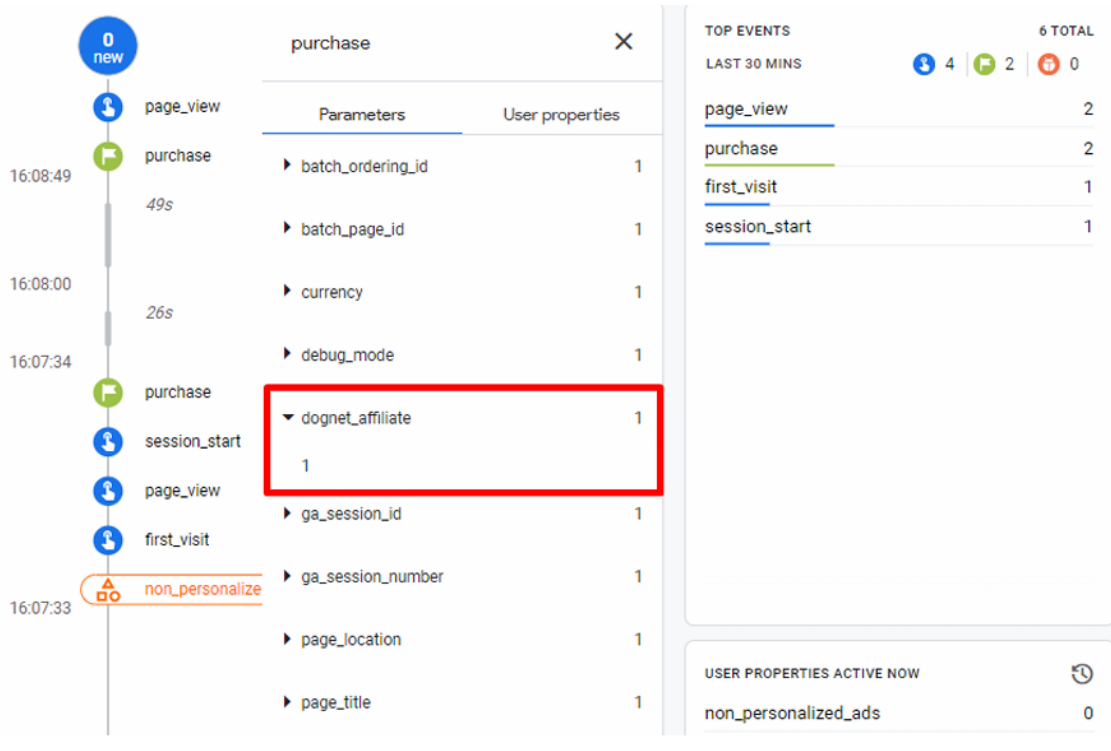 0
new
page_view
purchase
16:08:49
49s
16:08:00
26s
16:07:34
purchase
session_start
page_view
first_visit
non_personalize
16:07:33
purchase
Parameters User properties
batch_ordering_id 1
batch_page_id 1
currency 1
debug_mode 1
dognet_affiliate 1
1
ga_session_id 1
ga_session_number 1
page_location 1
page_title 1
TOP EVENTS 6 TOTAL
LAST 30 MINS 4 2 0
page_view 2
purchase 2
first_visit 1
session_start 1
USER PROPERTIES ACTIVE NOW
non_personalized_ads 0